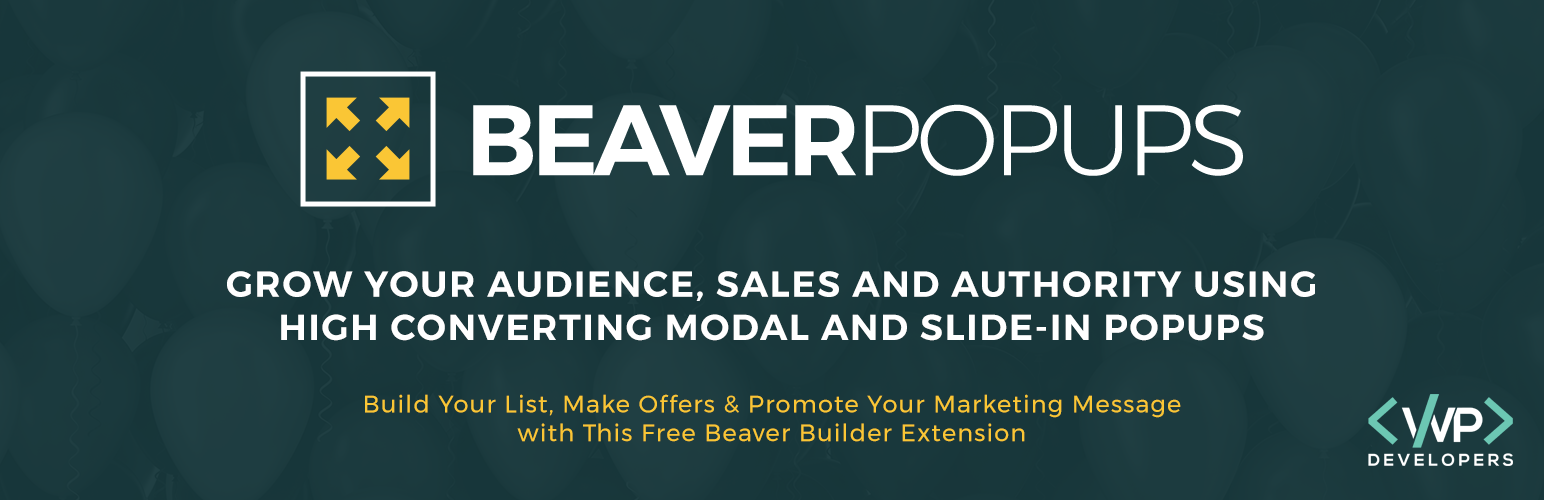 BEAVERPOPUPS
GROW YOUR AUDIENCE, SALES AND AUTHORITY USING
HIGH CONVERTING MODAL AND SLIDE-IN POPUPS
Build Your List, Make Offers & Promote Your Marketing Message
with This Free Beaver Builder Extension
<WP>
DEVELOPERS